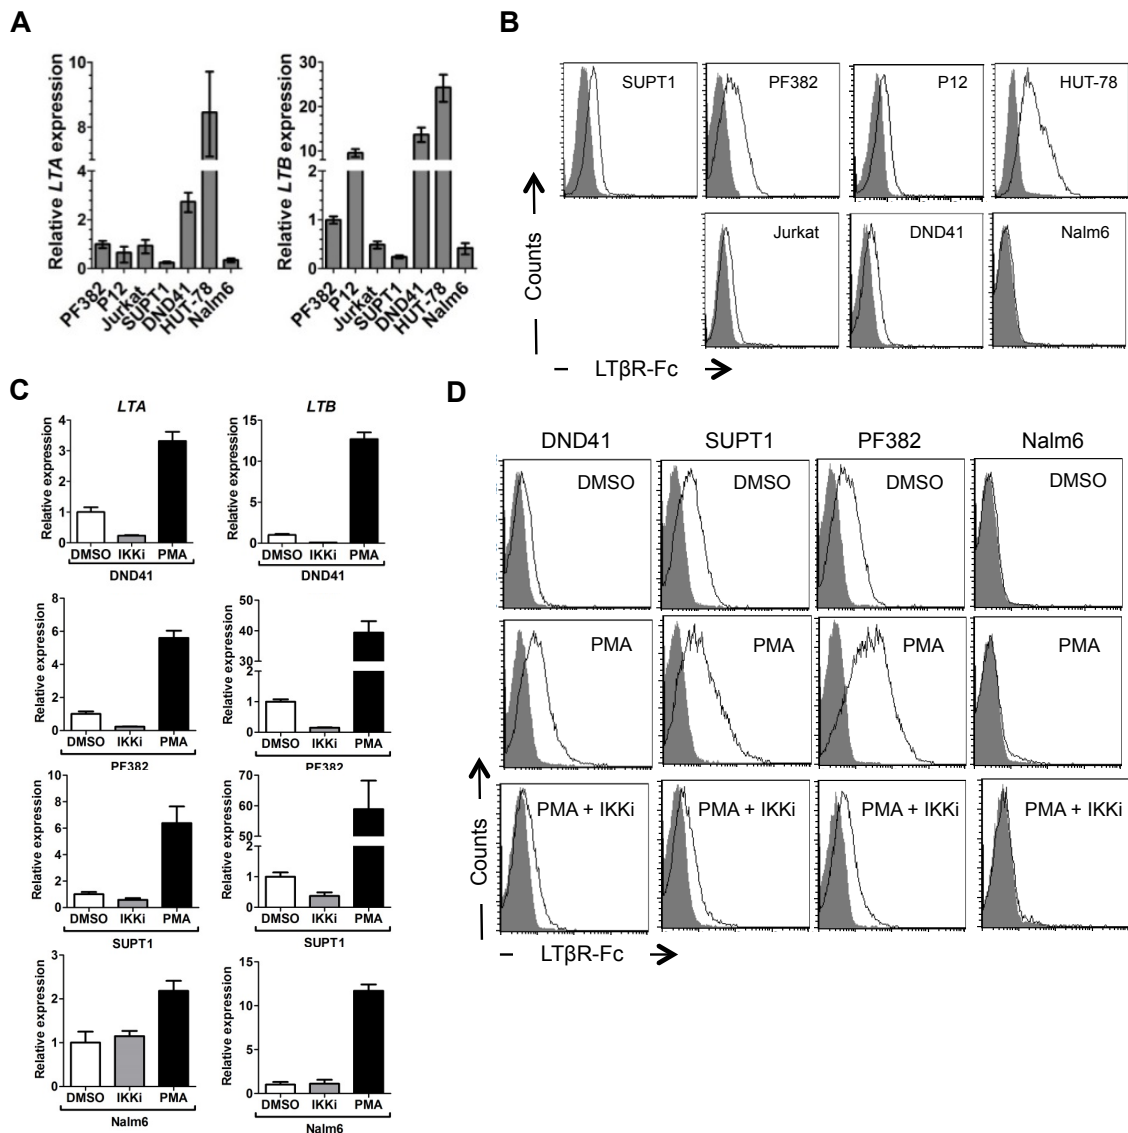 A
Relative LTA expression
10
8
4
2
0
PF382
P12
Jurkat
SUPT1
DND41
HUT-78
Nalm6
Relative LTB expression
30
20
10
2
1
0
PF382
P12
Jurkat
SUPT1
DND41
HUT-78
Nalm6
B
SUPT1
PF382
P12
HUT-78
Jurkat
DND41
Nalm6
Counts
LTβR-Fc
C
LTA
LTB
Relative expression
4
3
2
1
0
DMSO IKKi PMA
DND41
Relative expression
15
10
5
0
DMSO IKKi PMA
DND41
Relative expression
8
6
4
2
0
DMSO IKKi PMA
PF382
Relative expression
50
40
30
2
1
0
DMSO IKKi PMA
PF382
Relative expression
8
6
4
2
0
DMSO IKKi PMA
SUPT1
Relative expression
70
60
50
2
1
0
DMSO IKKi PMA
SUPT1
Relative expression
3
2
1
0
DMSO IKKi PMA
Nalm6
Relative expression
15
10
5
0
DMSO IKKi PMA
Nalm6
D
DND41 SUPT1 PF382 Nalm6
DMSO DMSO DMSO DMSO
PMA PMA PMA PMA
PMA + IKKi PMA + IKKi PMA + IKKi PMA + IKKi
Counts
LTβR-Fc